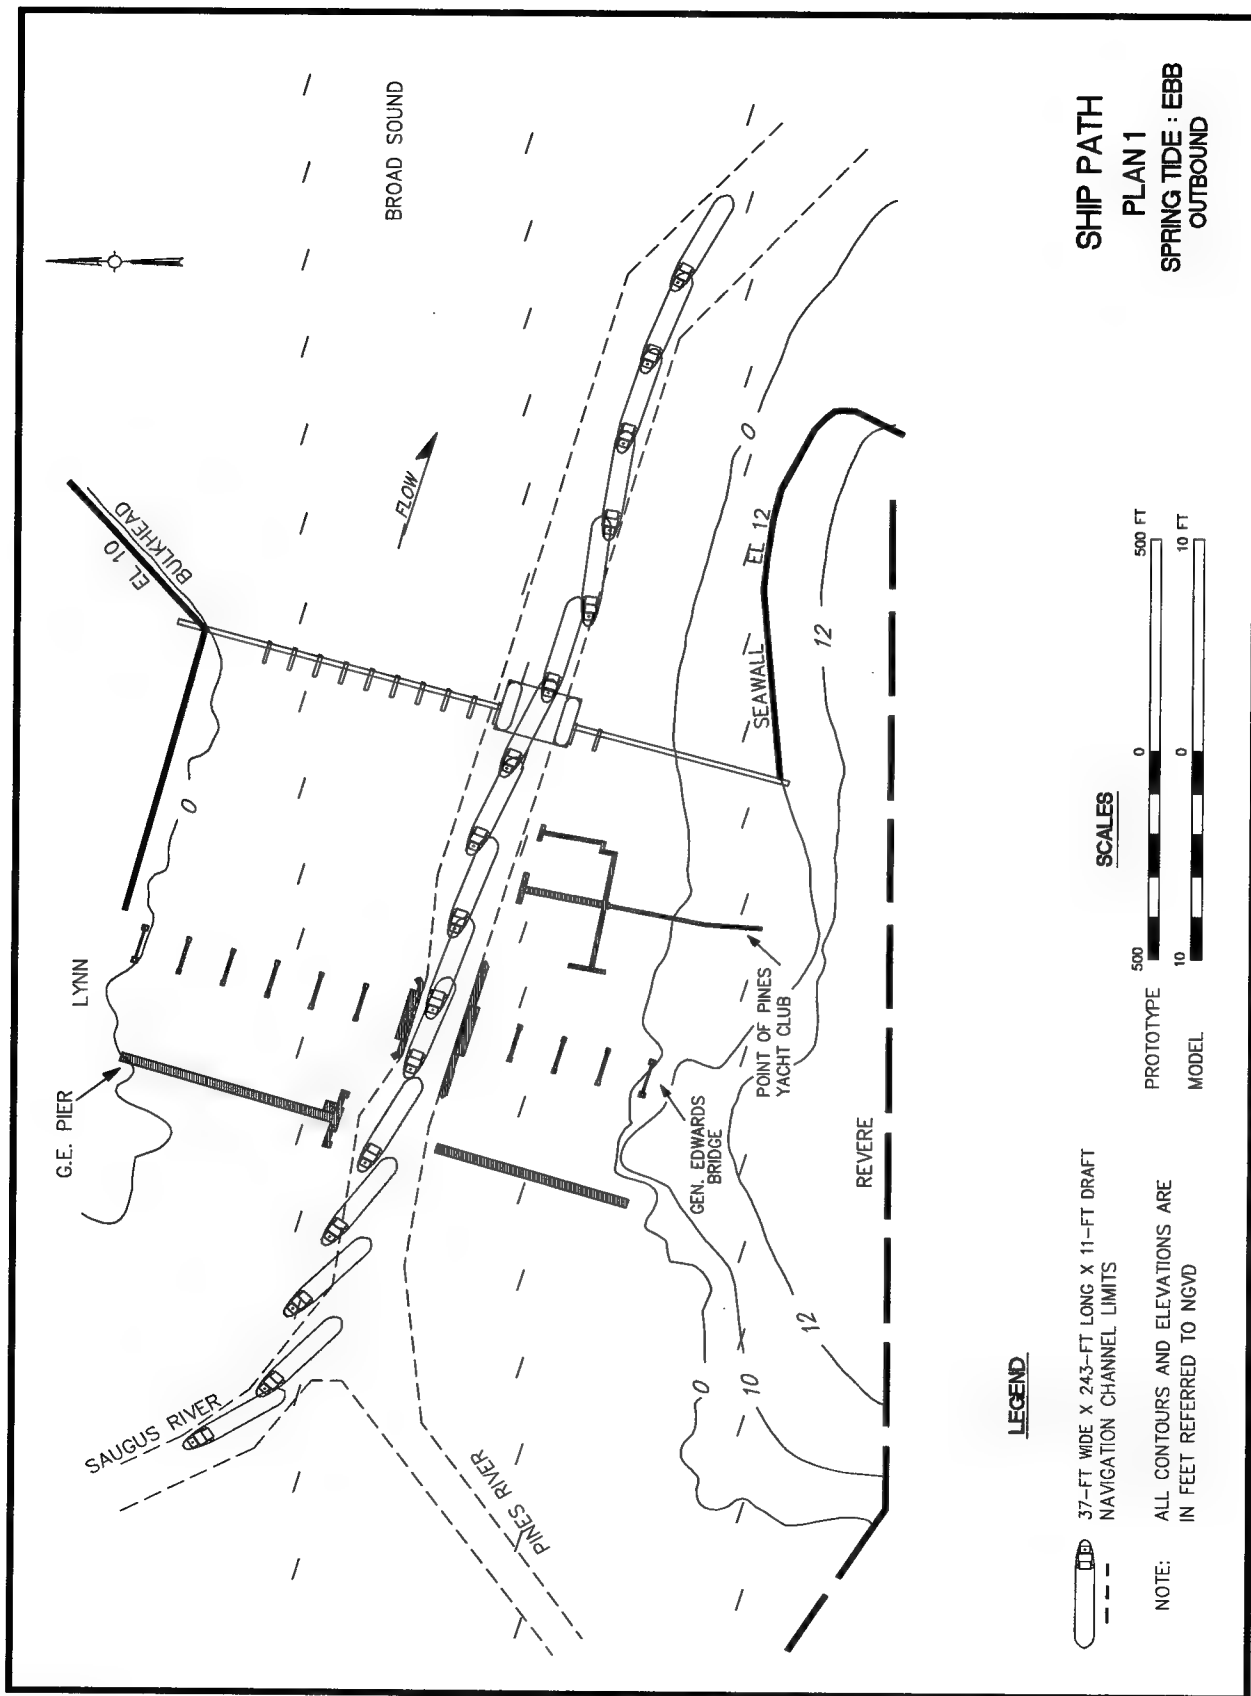 SHIP PATH
PLAN 1
SPRING TIDE : EBB
OUTBOUND
BROAD SOUND
FLOW
EL 10
BULKHEAD
0
LYNN
G.E. PIER
SAUGUS RIVER
PINES RIVER
0
SEAWALL EL 12
12
POINT OF PINES
YACHT CLUB
GEN. EDWARDS
BRIDGE
REVERE
0
10
12
LEGEND
37-FT WIDE X 243-FT LONG X 11-FT DRAFT
NAVIGATION CHANNEL LIMITS
NOTE: ALL CONTOURS AND ELEVATIONS ARE
IN FEET REFERRED TO NGVD
SCALES
PROTOTYPE 500 0 500 FT
MODEL 10 0 10 FT